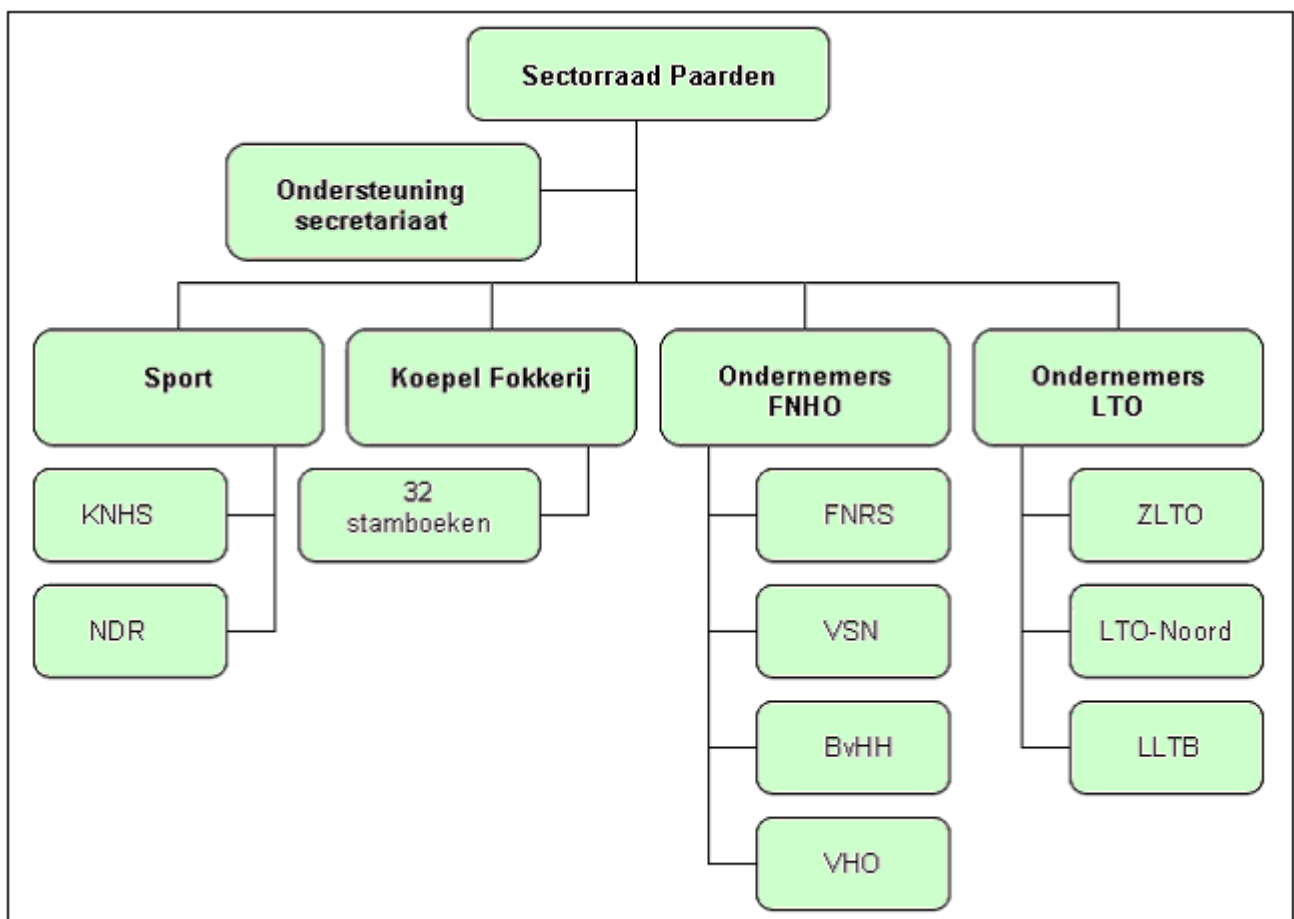 Sectorraad Paarden
Ondersteuning
secretariaat
Sport
Koepel Fokkerij
Ondernemers
FNHO
Ondernemers
LTO
KNHS
32
stamboeken
FNRS
ZLTO
NDR
VSN
LTO-Noord
BvHH
LLTB
VHO